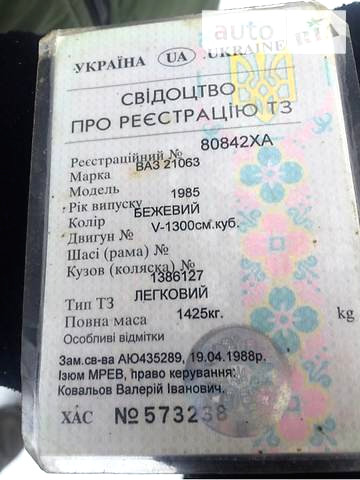 auto RIA
УКРАЇНА UA UKRAINE
СВІДОЦТВО
ПРО РЕЄСТРАЦІЮ ТЗ
Реєстраційний № 80842ХА
Марка ВАЗ 21063
Модель
Рік випуску 1985
Колір БЕЖЕВИЙ
Двигун № V-1300см.куб.
Шасі (рама) №
Кузов (коляска) № 1386127
Тип ТЗ ЛЕГКОВИЙ
Повна маса 1425кг. kg
Особливі відмітки
Зам.св-ва АЮ435289, 19.04.1988р.
Ізюм МРЕВ, право керування:
Ковальов Валерій Іванович.
ХАС №573238